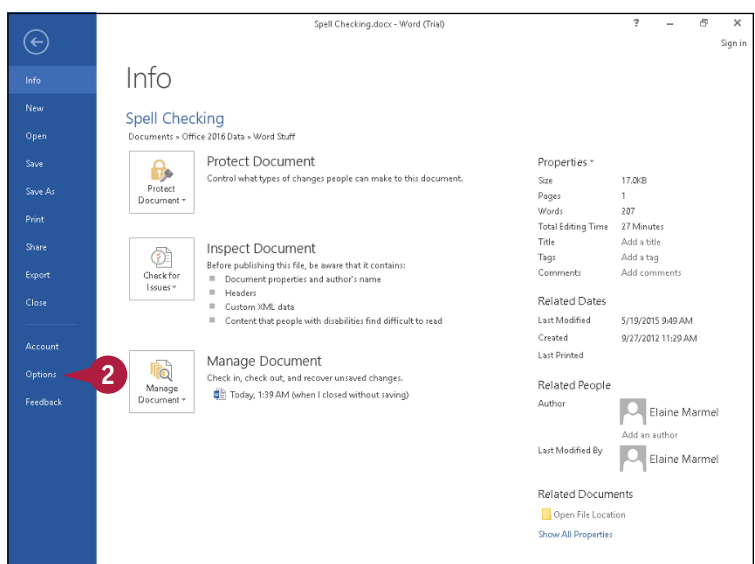 Spell Checking.docx - Word (Trial)
?
Sign in
Info
New
Open
Save
Save As
Print
Share
Export
Close
Account
Options
2
Feedback
Info
Spell Checking
Documents » Office 2016 Data » Word Stuff
Protect Document
Control what types of changes people can make to this document.
Protect
Document
Inspect Document
Before publishing this file, be aware that it contains:
Document properties and author's name
Headers
Custom XML data
Content that people with disabilities find difficult to read
Check for
Issues
Manage Document
Check in, check out, and recover unsaved changes.
Today, 1:39 AM (when I closed without saving)
Manage
Document
Properties
Size 17.0KB
Pages 1
Words 207
Total Editing Time 27 Minutes
Title Add a title
Tags Add a tag
Comments Add comments
Related Dates
Last Modified 5/19/2015 9:49 AM
Created 9/27/2012 11:29 AM
Last Printed
Related People
Author Elaine Marmel
Add an author
Last Modified By Elaine Marmel
Related Documents
Open File Location
Show All Properties